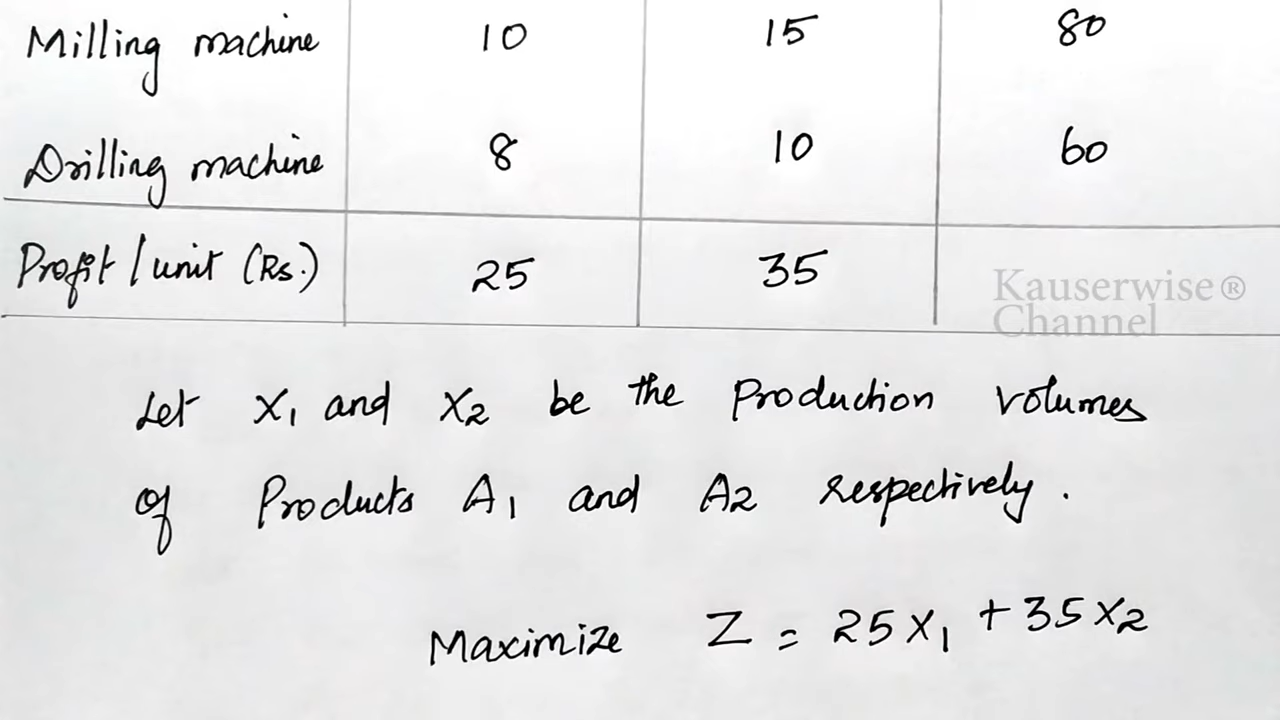 Milling machine 10 15 80
Drilling machine 8 10 60
Profit / unit (Rs.) 25 35
Kauserwise®
Channel
Let X₁ and X₂ be the Production volumes
of Products A₁ and A₂ respectively.
Maximize Z = 25X₁ + 35X₂